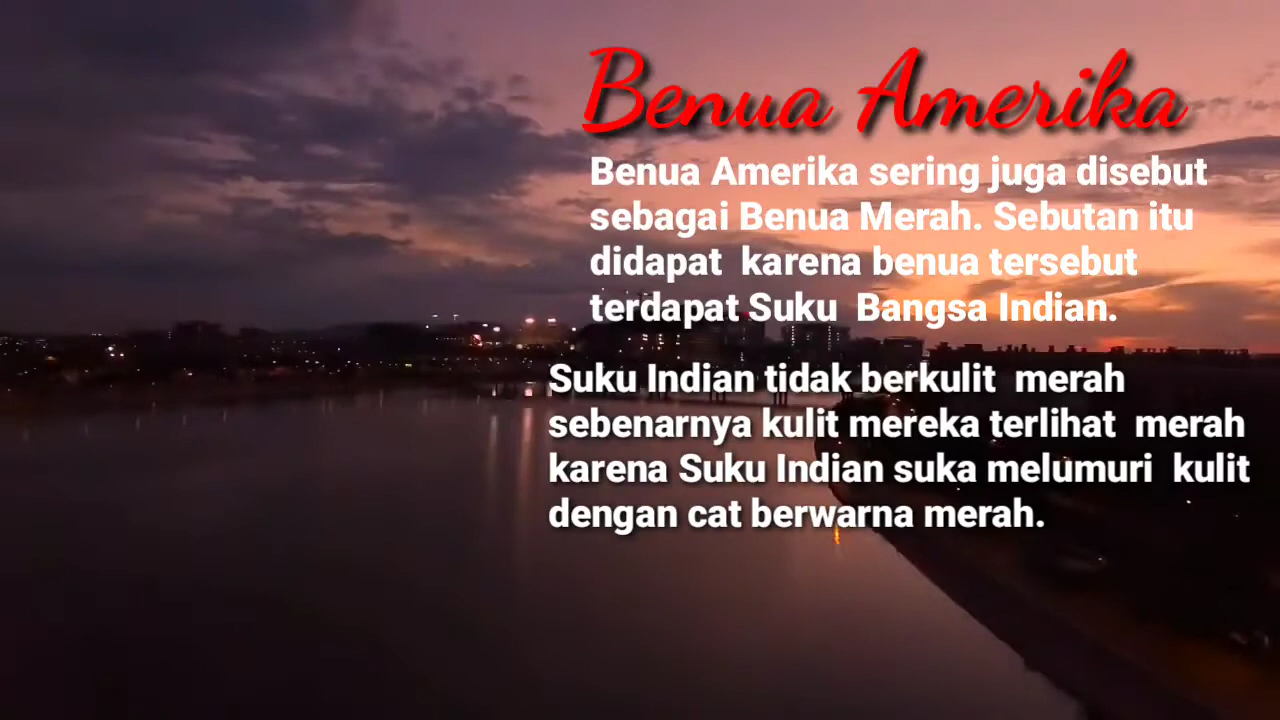 Benua Amerika
Benua Amerika sering juga disebut
sebagai Benua Merah. Sebutan itu
didapat  karena benua tersebut
terdapat Suku  Bangsa Indian.
Suku Indian tidak berkulit  merah
sebenarnya kulit mereka terlihat  merah
karena Suku Indian suka melumuri  kulit
dengan cat berwarna merah.